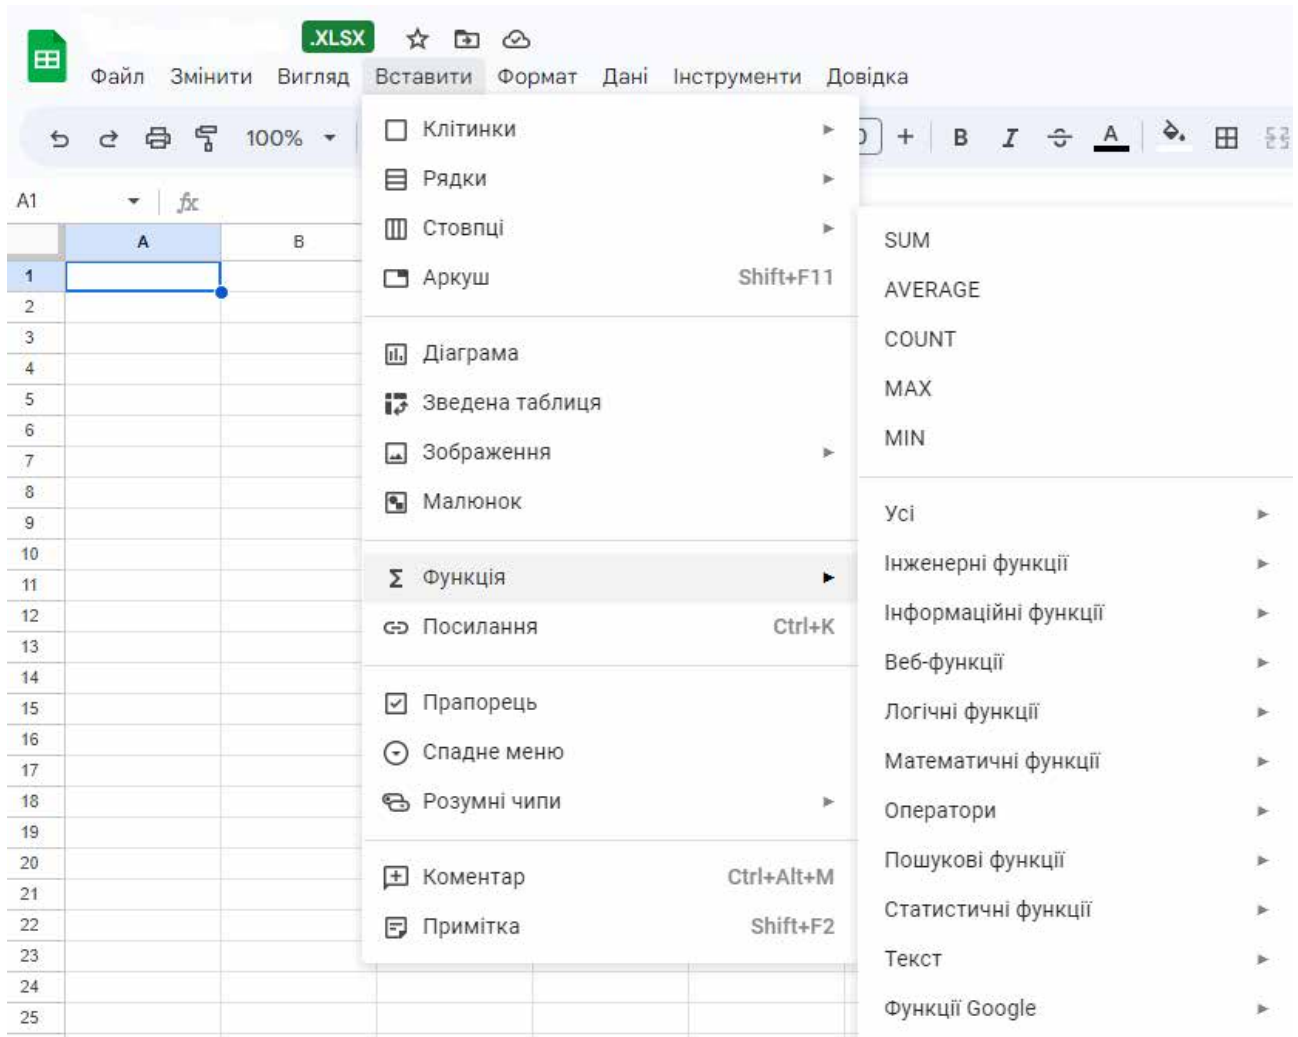 .XLSX
Файл Змінити Вигляд Вставити Формат Дані Інструменти Довідка
100% B I A
A1 fx
A B
1
2
3
4
5
6
7
8
9
10
11
12
13
14
15
16
17
18
19
20
21
22
23
24
25
Клітинки
Рядки
Стовпці
Аркуш Shift+F11
Діаграма
Зведена таблиця
Зображення
Малюнок
Σ Функція
Посилання Ctrl+K
Прапорець
Спадне меню
Розумні чипи
Коментар Ctrl+Alt+M
Примітка Shift+F2
SUM
AVERAGE
COUNT
MAX
MIN
Усі
Інженерні функції
Інформаційні функції
Веб-функції
Логічні функції
Математичні функції
Оператори
Пошукові функції
Статистичні функції
Текст
Функції Google